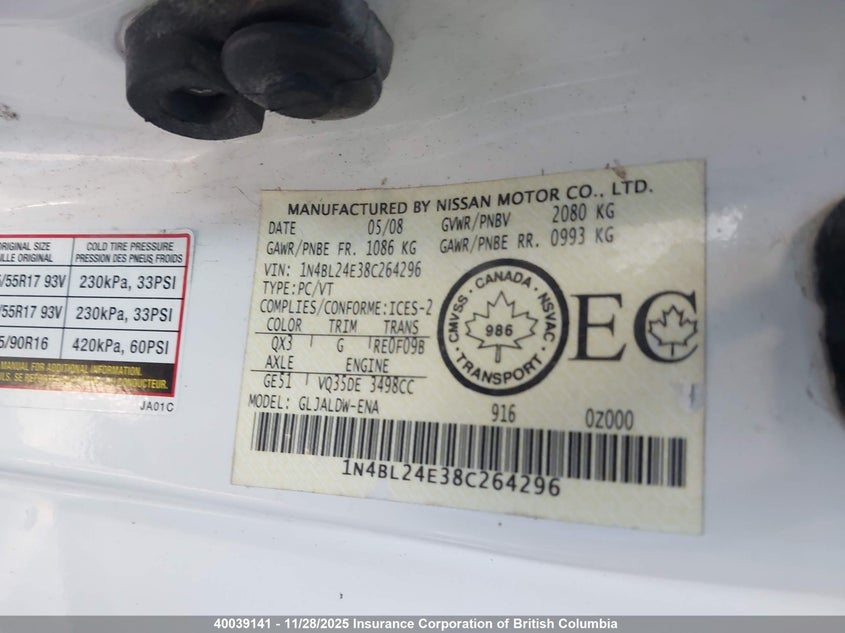 ORIGINAL SIZE
COLD TIRE PRESSURE
PRESSION DES PNEUS FROIDS
/55R17 93V
230kPa, 33PSI
/55R17 93V
230kPa, 33PSI
5/90R16
420kPa, 60PSI
MANUAL FOR ADDITIONAL
JA01C
MANUFACTURED BY NISSAN MOTOR CO., LTD.
DATE 05/08 GVWR/PNBV 2080 KG
GAWR/PNBE FR. 1086 KG GAWR/PNBE RR. 0993 KG
VIN: 1N4BL24E38C264296
TYPE:PC/VT
COMPLIES/CONFORME:ICES-2
COLOR TRIM TRANS
QX3 G RE0F09B
AXLE ENGINE
GE51 VQ35DE 3498CC
MODEL: GLJALDW-ENA
CMVSS · CANADA · NSVAC · TRANSPORT ·
986
EC
916 0Z000
1N4BL24E38C264296
40039141 - 11/28/2025 Insurance Corporation of British Columbia